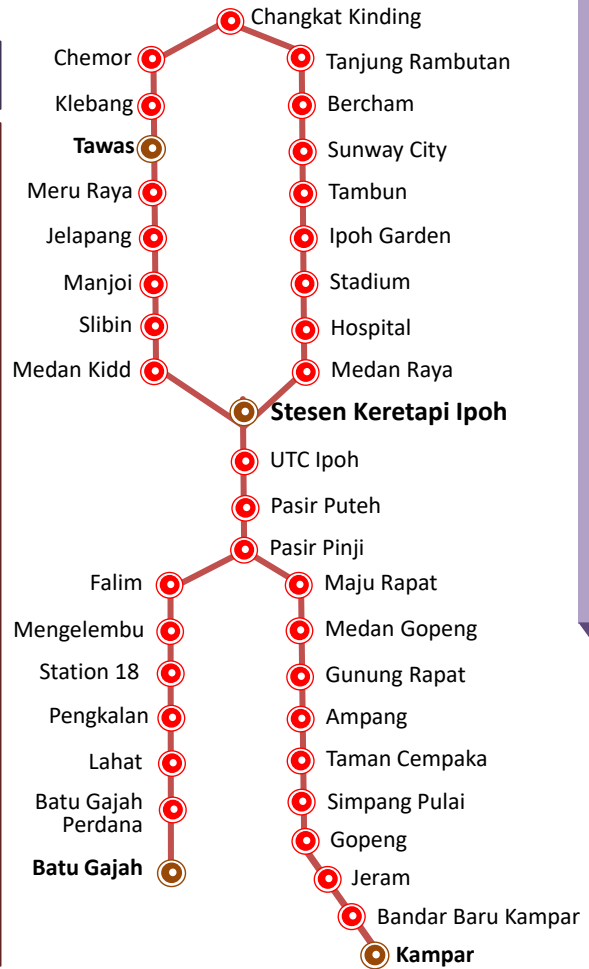 Changkat Kinding
Chemor
Tanjung Rambutan
Klebang
Bercham
Tawas
Sunway City
Meru Raya
Tambun
Jelapang
Ipoh Garden
Manjoi
Stadium
Slibin
Hospital
Medan Kidd
Medan Raya
Stesen Keretapi Ipoh
UTC Ipoh
Pasir Puteh
Pasir Pinji
Falim
Maju Rapat
Mengelembu
Medan Gopeng
Station 18
Gunung Rapat
Pengkalan
Ampang
Lahat
Taman Cempaka
Batu Gajah
Perdana
Simpang Pulai
Gopeng
Batu Gajah
Jeram
Bandar Baru Kampar
Kampar